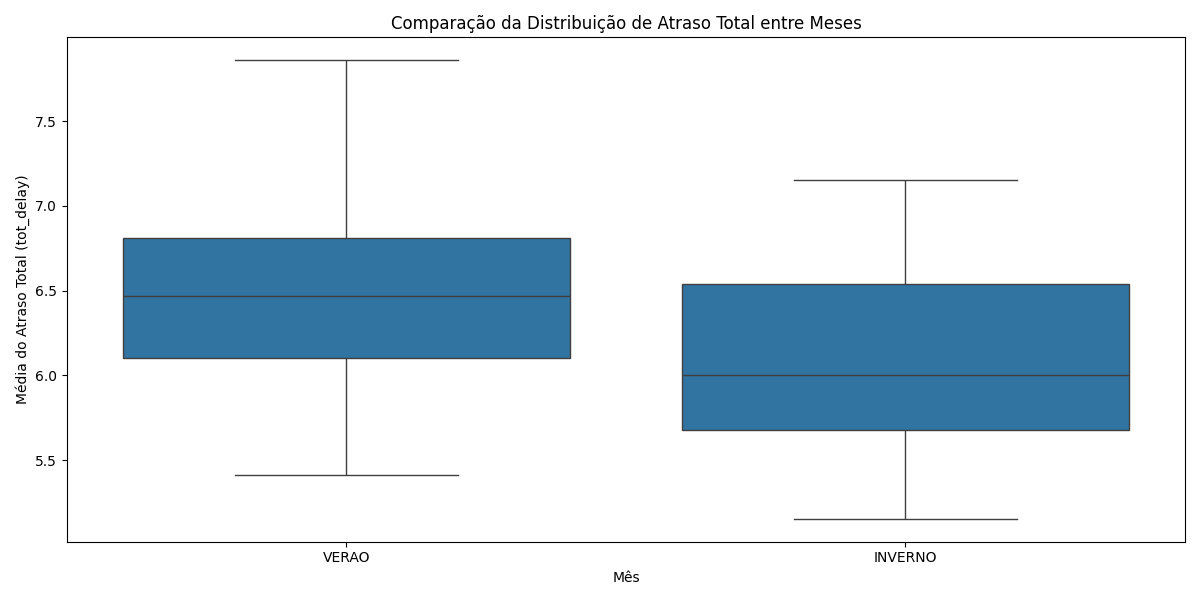 Comparação da Distribuição de Atraso Total entre Meses
Média do Atraso Total (tot_delay)
7.5
7.0
6.5
6.0
5.5
VERAO
INVERNO
Mês